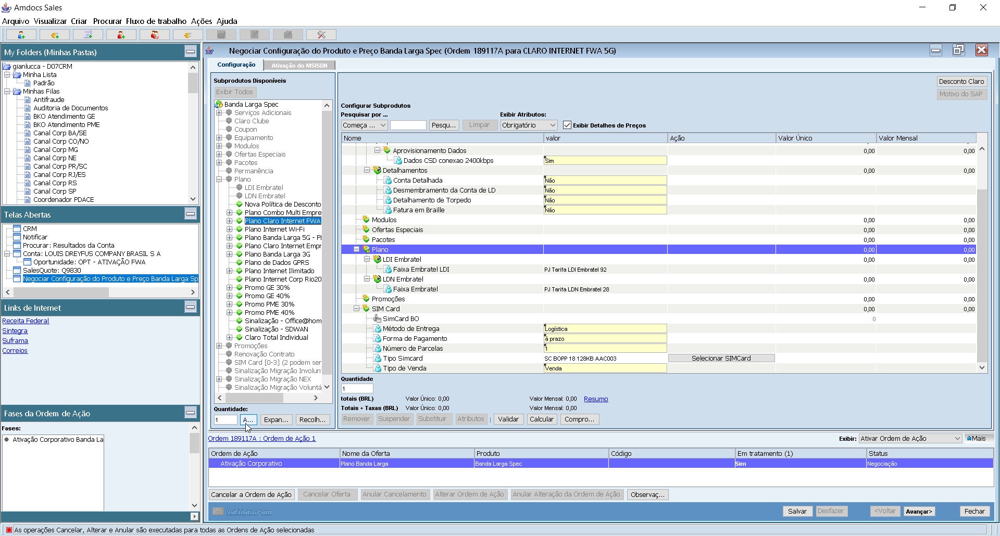 Amdocs Sales
Arquivo Visualizar Criar Procurar Fluxo de trabalho Ações Ajuda
My Folders (Minhas Pastas)
gianlucca - D07CRM
Minha Lista
Padrão
Minhas Filas
Antifraude
Auditoria de Documentos
BKO Atendimento GE
BKO Atendimento PME
Canal Corp BA/SE
Canal Corp CO/NO
Canal Corp MG
Canal Corp NE
Canal Corp PR/SC
Canal Corp RJ/ES
Canal Corp RS
Canal Corp SP
Coordenador PDACE
Telas Abertas
CRM
Notificar
Procurar: Resultados da Conta
Conta: LOUIS DREYFUS COMPANY BRASIL S A
Oportunidade: OPT - ATIVAÇÃO FWA
SalesQuote: Q9830
Negociar Configuração do Produto e Preço Banda Larga Sp
Links de Internet
Receita Federal
Sintegra
Suframa
Correios
Fases da Ordem de Ação
Fases:
Ativação Corporativo Banda La
Negociar Configuração do Produto e Preço Banda Larga Spec (Ordem 189117A para CLARO INTERNET FWA 5G)
Configuração Ativação do MSISDN
Subprodutos Disponíveis
Exibir Todos
Banda Larga Spec
Serviços Adicionais
Claro Clube
Coupon
Equipamento
Modulos
Ofertas Especiais
Pacotes
Permanência
Plano
LDI Embratel
LDN Embratel
Nova Política de Desconto
Plano Combo Multi Empre
Plano Claro Internet FWA
Plano Internet Wi-Fi
Plano Banda Larga 5G - Pl
Plano Claro Internet Empr
Plano Banda Larga 3G
Plano de Dados GPRS
Plano Internet Ilimitado
Plano Internet Corp Rio20
Promo GE 30%
Promo GE 40%
Promo PME 30%
Promo PME 40%
Sinalização - Office@hom
Sinalização - SDWAN
Claro Total Individual
Promoções
Renovação Contrato
SIM Card [0-3] (2 podem ser
Sinalização Migração Involun
Sinalização Migração NEX
Sinalização Migração Voluntá
Quantidade:
1 A... Expan... Recolh...
Desconto Claro
Motivo do SAP
Configurar Subprodutos
Pesquisar por ... Exibir Atributos:
Começa ... Pesqu... Limpar Obrigatório Exibir Detalhes de Preços
Nome valor Ação Valor Único Valor Mensal
Aprovisionamento Dados 0,00 0,00
Dados CSD conexao 2400kbps *Sim
Detalhamentos 0,00 0,00
Conta Detalhada *Não
Desmembramento da Conta de LD *Não
Detalhamento de Torpedo *Não
Fatura em Braille *Não
Modulos 0,00 0,00
Ofertas Especiais 0,00 0,00
Pacotes 0,00 0,00
Plano 0,00 0,00
LDI Embratel 0,00 0,00
Faixa Embratel LDI PJ Tarifa LDI Embratel 92
LDN Embratel 0,00 0,00
Faixa Embratel PJ Tarifa LDN Embratel 28
Promoções 0,00 0,00
SIM Card 0,00 0,00
SimCard BO 0
Método de Entrega *Logística
Forma de Pagamento *à prazo
Número de Parcelas *1
Tipo Simcard SC BOPP 18 128KB AAC003 Selecionar SIMCard
Tipo de Venda *Venda
Quantidade
1
totais (BRL) Valor Único: 0,00 Valor Mensal: 0,00 Resumo
Totais + Taxas (BRL) Valor Único: 0,00 Valor Mensal: 0,00
Remover Suspender Substituir Atributos Validar Calcular Compro...
Ordem 189117A : Ordem de Ação 1 Exibir: Ativar Ordem de Ação Mais
Ordem de Ação Nome da Oferta Produto Código Em tratamento (1) Status
Ativação Corporativo Plano Banda Larga Banda Larga Spec Sim Negociação
Cancelar a Ordem de Ação Cancelar Oferta Anular Cancelamento Alterar Ordem de Ação Anular Alteração da Ordem de Ação Observaç...
Ver Mensagem Salvar Desfazer <Voltar Avançar> Fechar
As operações Cancelar, Alterar e Anular são executadas para todas as Ordens de Ação selecionadas